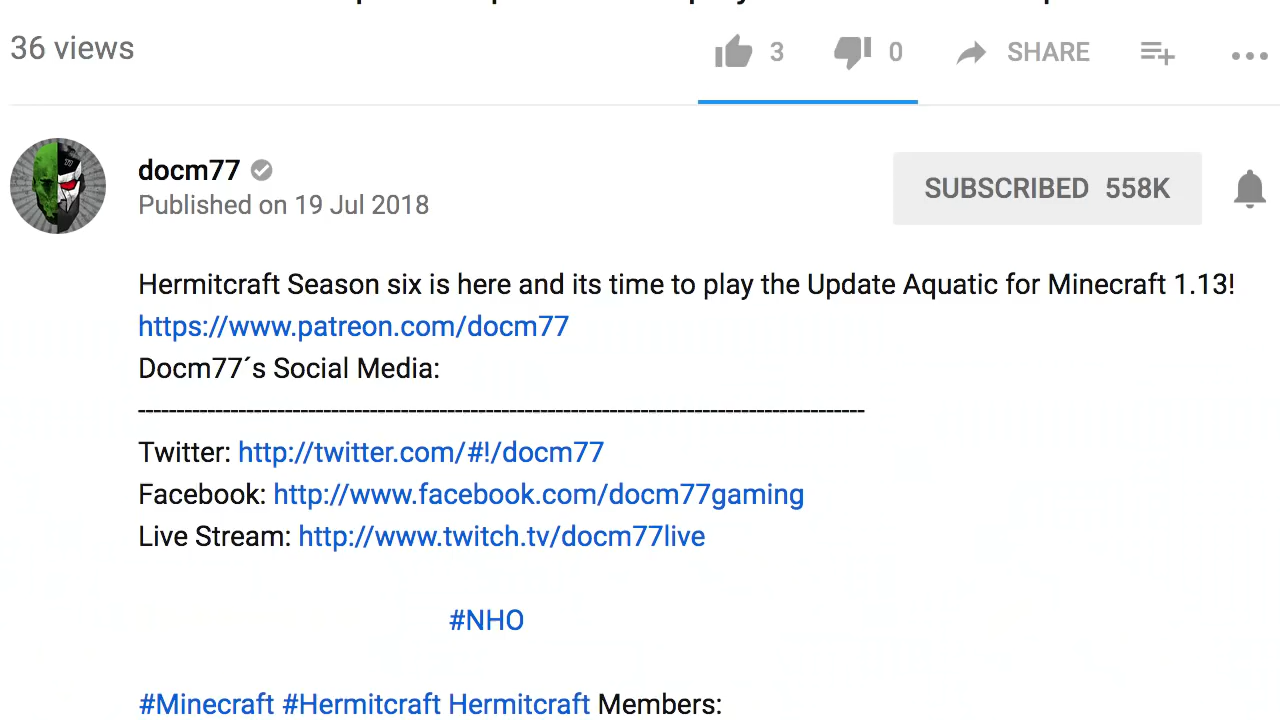 36 views
3 0 SHARE
docm77
Published on 19 Jul 2018
SUBSCRIBED 558K
Hermitcraft Season six is here and its time to play the Update Aquatic for Minecraft 1.13!
https://www.patreon.com/docm77
Docm77´s Social Media:
-----------------------------------------------------------------------------------------------
Twitter: http://twitter.com/#!/docm77
Facebook: http://www.facebook.com/docm77gaming
Live Stream: http://www.twitch.tv/docm77live
#NHO
#Minecraft #Hermitcraft Hermitcraft Members: